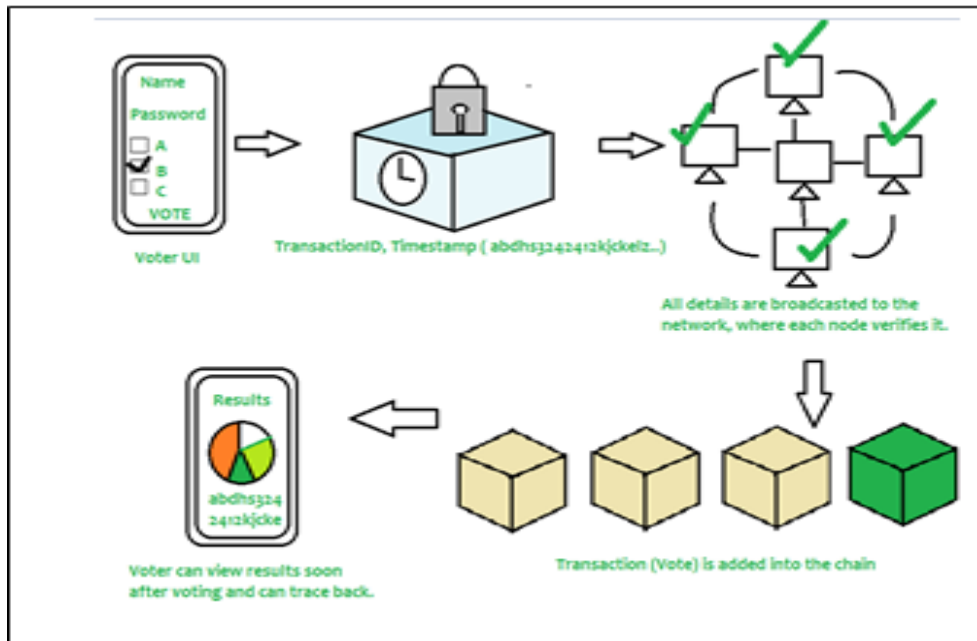 Name
Password
A
B
C
VOTE
Voter UI
TransactionID, Timestamp ( abdhs3242412kjckelz..)
All details are broadcasted to the
network, where each node verifies it.
Results
abdhs324
2412kjcke
Voter can view results soon
after voting and can trace back.
Transaction (Vote) is added into the chain